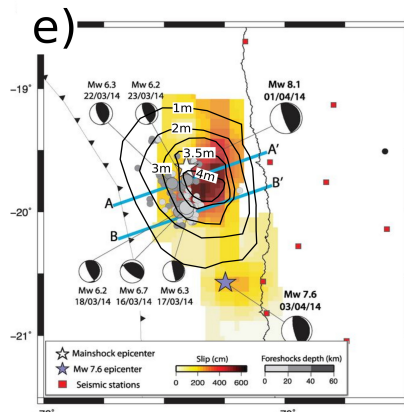 e)
Mw 6.3
22/03/14
Mw 6.2
23/03/14
Mw 8.1
01/04/14
−19°
1m
2m
3.5m
3m
4m
A'
B'
A
B
−20°
Mw 6.2
18/03/14
Mw 6.7
16/03/14
Mw 6.3
17/03/14
Mw 7.6
03/04/14
−21°
Mainshock epicenter
Mw 7.6 epicenter
Seismic stations
Slip (cm)
0 200 400 600
Foreshocks depth (km)
0 20 40 60